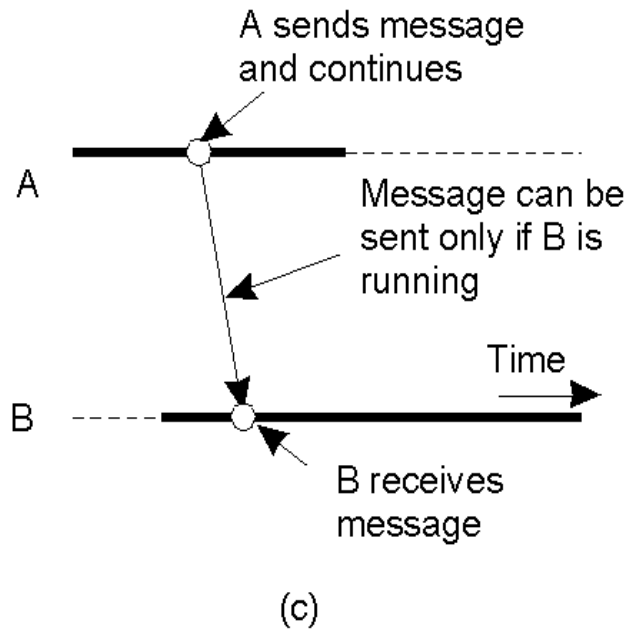 A sends message
and continues
A
Message can be
sent only if B is
running
Time
B
B receives
message
(c)